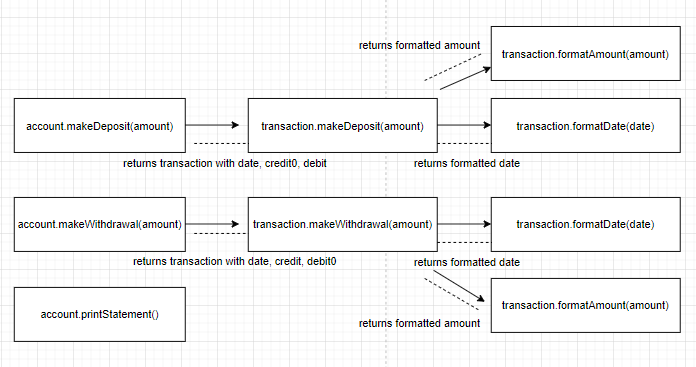 returns formatted amount
transaction.formatAmount(amount)
account.makeDeposit(amount)
transaction.makeDeposit(amount)
transaction.formatDate(date)
returns transaction with date, credit0, debit
returns formatted date
account.makeWithdrawal(amount)
transaction.makeWithdrawal(amount)
transaction.formatDate(date)
returns transaction with date, credit, debit0
returns formatted date
account.printStatement()
transaction.formatAmount(amount)
returns formatted amount